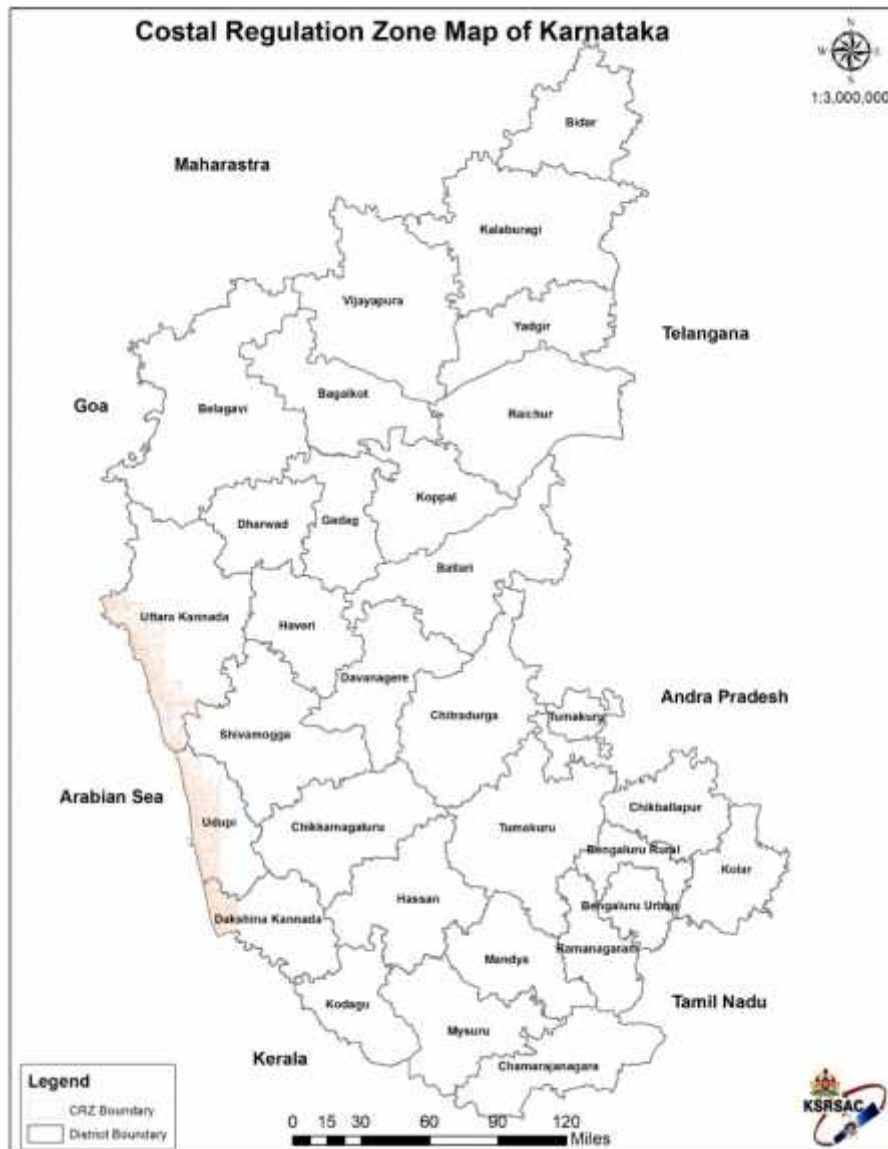 Costal Regulation Zone Map of Karnataka
N
W E
N
1:3,000,000
Bidar
Maharastra
Kalaburagi
Vijayapura
Yadgir
Telangana
Bagalkot
Goa
Belagavi
Raichur
Koppal
Dharwad
Gadag
Ballari
Uttara Kannada
Haveri
Davanagere
Andra Pradesh
Chitradurga
Tumakuru
Shivamogga
Arabian Sea
Chikballapur
Udupi
Chikkamagaluru
Tumakuru
Bengaluru Rural
Kolar
Hassan
Bengaluru Urban
Dakshina Kannada
Ramanagaram
Mandya
Kodagu
Tamil Nadu
Mysuru
Kerala
Chamarajanagara
Legend
CRZ Boundary
District Boundary
0 15 30 60 90 120
Miles
KSRSAC